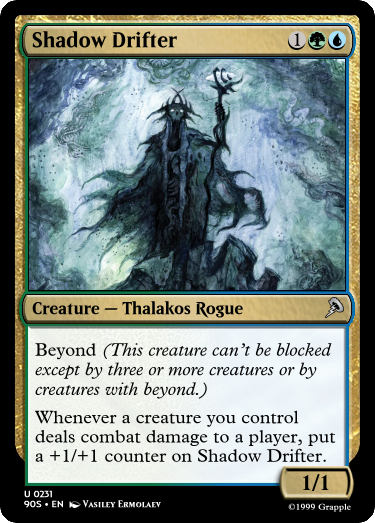 Shadow Drifter 1
Creature — Thalakos Rogue
Beyond (This creature can't be blocked
except by three or more creatures or by
creatures with beyond.)
Whenever a creature you control
deals combat damage to a player, put
a +1/+1 counter on Shadow Drifter.
1/1
U 0231
90S • EN Vasiley Ermolaev
©1999 Grapple